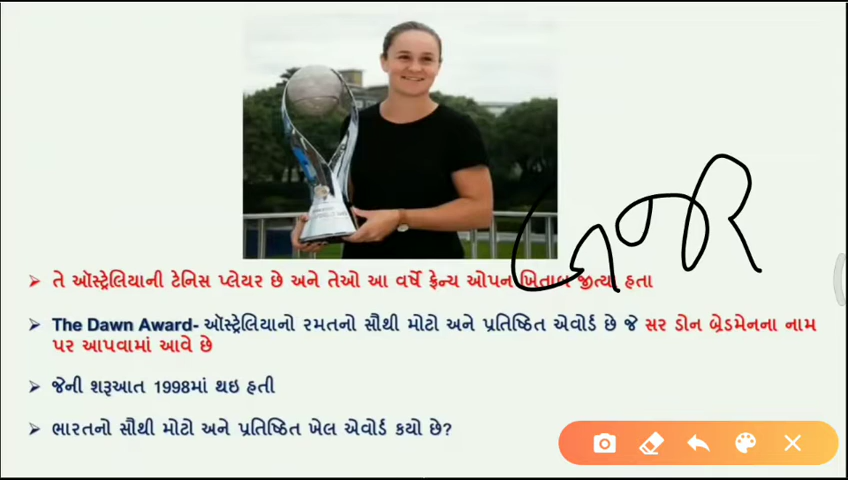 તે ઑસ્ટ્રેલિયાની ટેનિસ પ્લેયર છે અને તેઓ આ વર્ષે ફ્રેન્ચ ઓપન ખિતાબ જીત્યા હતા
The Dawn Award- ઑસ્ટ્રેલિયાનો રમતનો સૌથી મોટો અને પ્રતિષ્ઠિત એવોર્ડ છે જે સર ડોન બ્રેડમેનના નામ
પર આપવામાં આવે છે
જેની શરૂઆત 1998માં થઇ હતી
ભારતનો સૌથી મોટો અને પ્રતિષ્ઠિત ખેલ એવોર્ડ કયો છે?